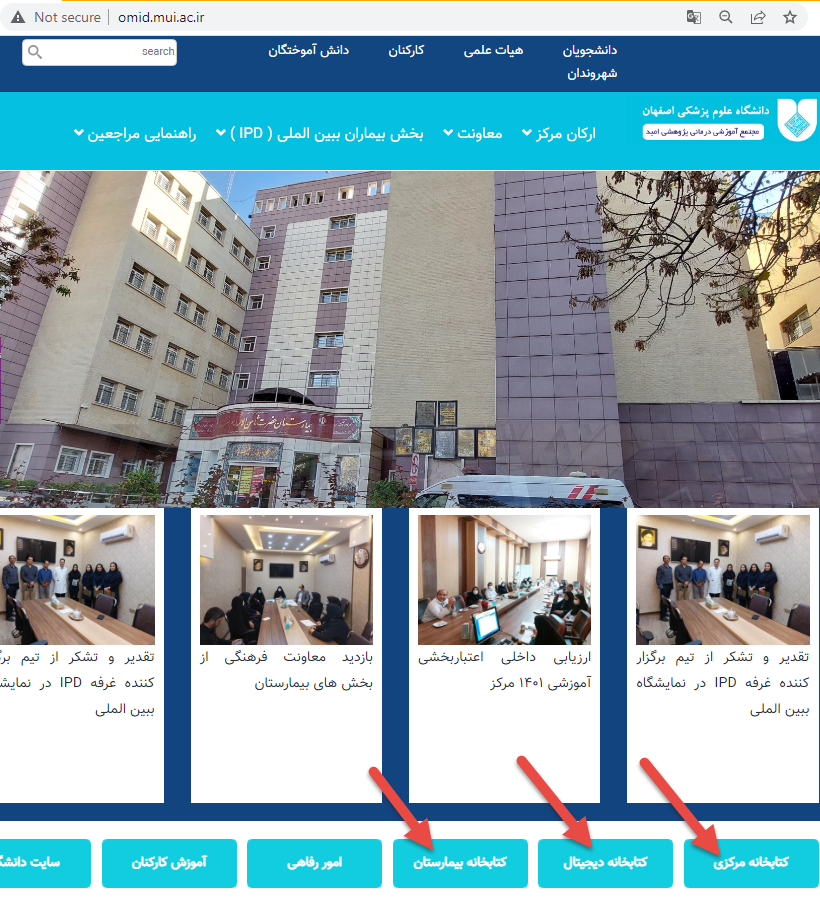 Not secure | omid.mui.ac.ir
search
دانشجویان
هیات علمی
کارکنان
دانش آموختگان
شهروندان
دانشگاه علوم پزشکی اصفهان
مجتمع آموزشی درمانی پژوهشی امید
ارکان مرکز
معاونت
بخش بیماران بین المللی ( IPD )
راهنمایی مراجعین
بیمارستان حضرت
تقدیر و تشکر از تیم برگزار
کننده غرفه IPD در نمایشگاه
بین المللی
ارزیابی داخلی اعتباربخشی
آموزشی ۱۴۰۱ مرکز
بازدید معاونت فرهنگی از
بخش های بیمارستان
تقدیر و تشکر از تیم برگ
کننده غرفه IPD در نمایش
بین المللی
کتابخانه مرکزی
کتابخانه دیجیتال
کتابخانه بیمارستان
امور رفاهی
آموزش کارکنان
سایت دانشگ